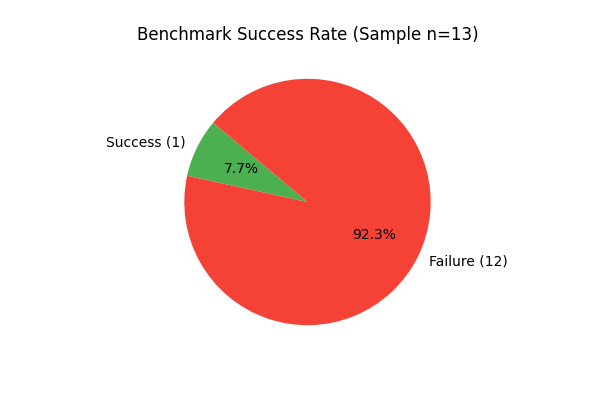 Benchmark Success Rate (Sample n=13)
Success (1)
7.7%
92.3%
Failure (12)